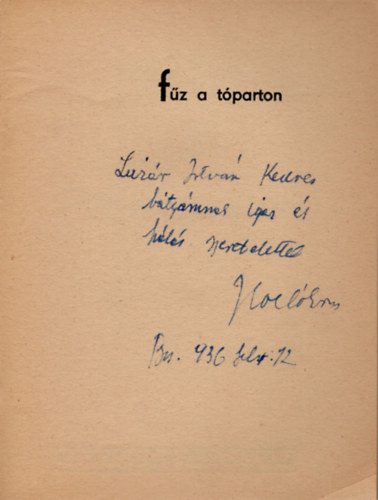 fűz a tóparton
Lázár István Kedves
bátyámnak igaz és
hálás szeretettel
Bp. 936 febr. 12